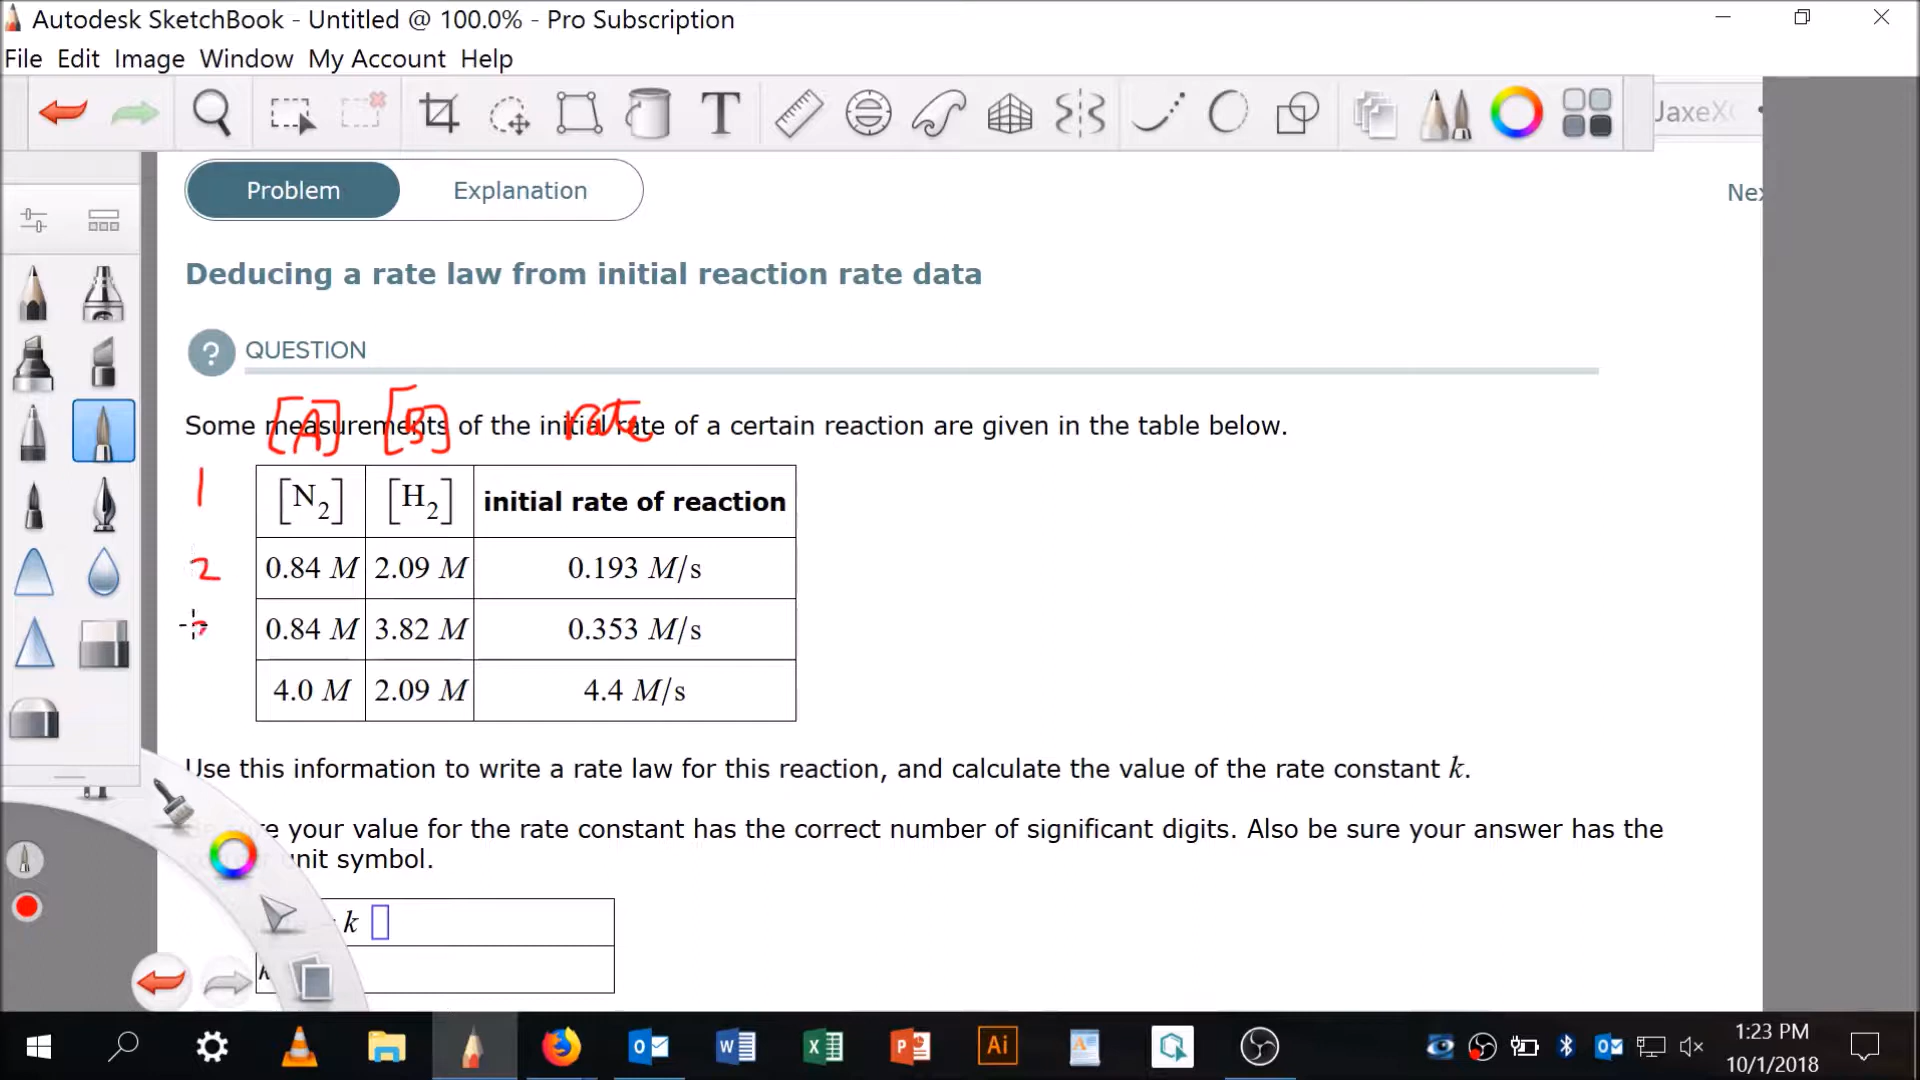 Autodesk SketchBook - Untitled @ 100.0% - Pro Subscription
File Edit Image Window My Account Help
T
JaxeX
Problem Explanation
Nex
Deducing a rate law from initial reaction rate data
? QUESTION
[A] [B] rate
Some measurements of the initial rate of a certain reaction are given in the table below.
1 [N2] [H2] initial rate of reaction
2 0.84 M 2.09 M 0.193 M/s
0.84 M 3.82 M 0.353 M/s
4.0 M 2.09 M 4.4 M/s
Use this information to write a rate law for this reaction, and calculate the value of the rate constant k.
your value for the rate constant has the correct number of significant digits. Also be sure your answer has the
unit symbol.
k
k
1:23 PM
10/1/2018